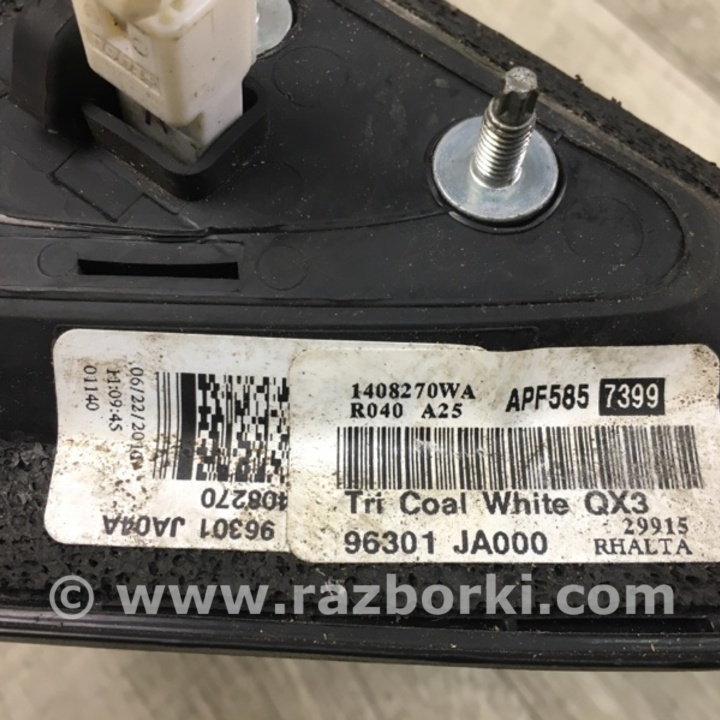 1408270WA APF585 7399
R040 A25
Tri Coal White QX3
96301 JA000 29915
RHALTA
06/22/2016
11:09:45
01140
408270
96301 JA04A
© www.razborki.com